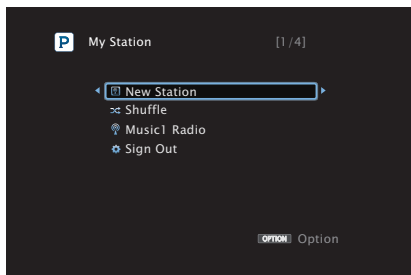 P My Station [1/4]
New Station
Shuffle
Music1 Radio
Sign Out
OPTION Option